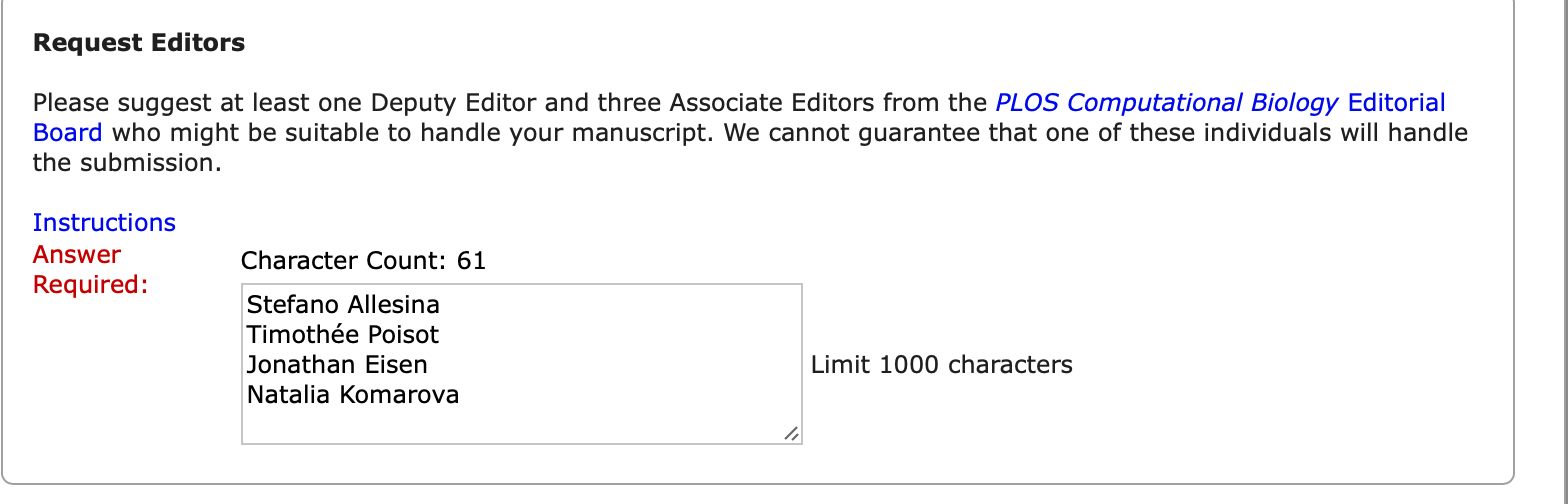 Request Editors
Please suggest at least one Deputy Editor and three Associate Editors from the PLOS Computational Biology Editorial
Board who might be suitable to handle your manuscript. We cannot guarantee that one of these individuals will handle
the submission.
Instructions
Answer
Required:
Character Count: 61
Stefano Allesina
Timothée Poisot
Jonathan Eisen
Natalia Komarova
Limit 1000 characters